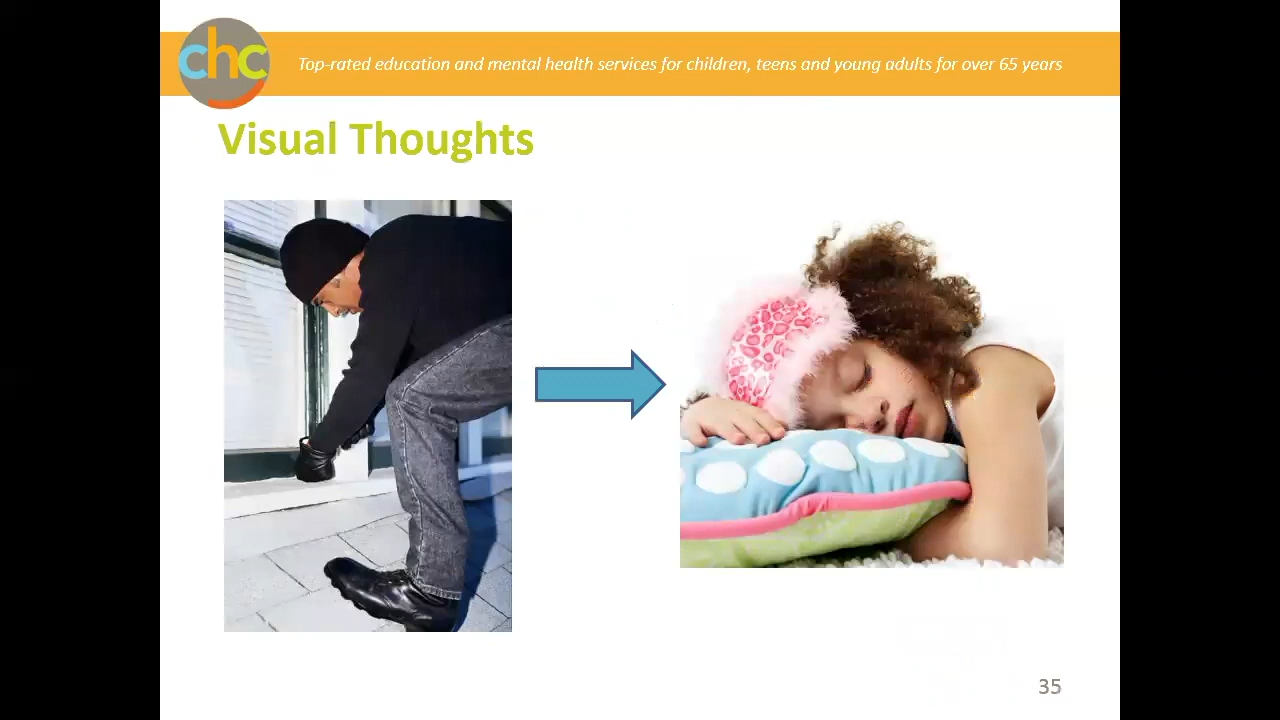 chc
Top-rated education and mental health services for children, teens and young adults for over 65 years
Visual Thoughts
35